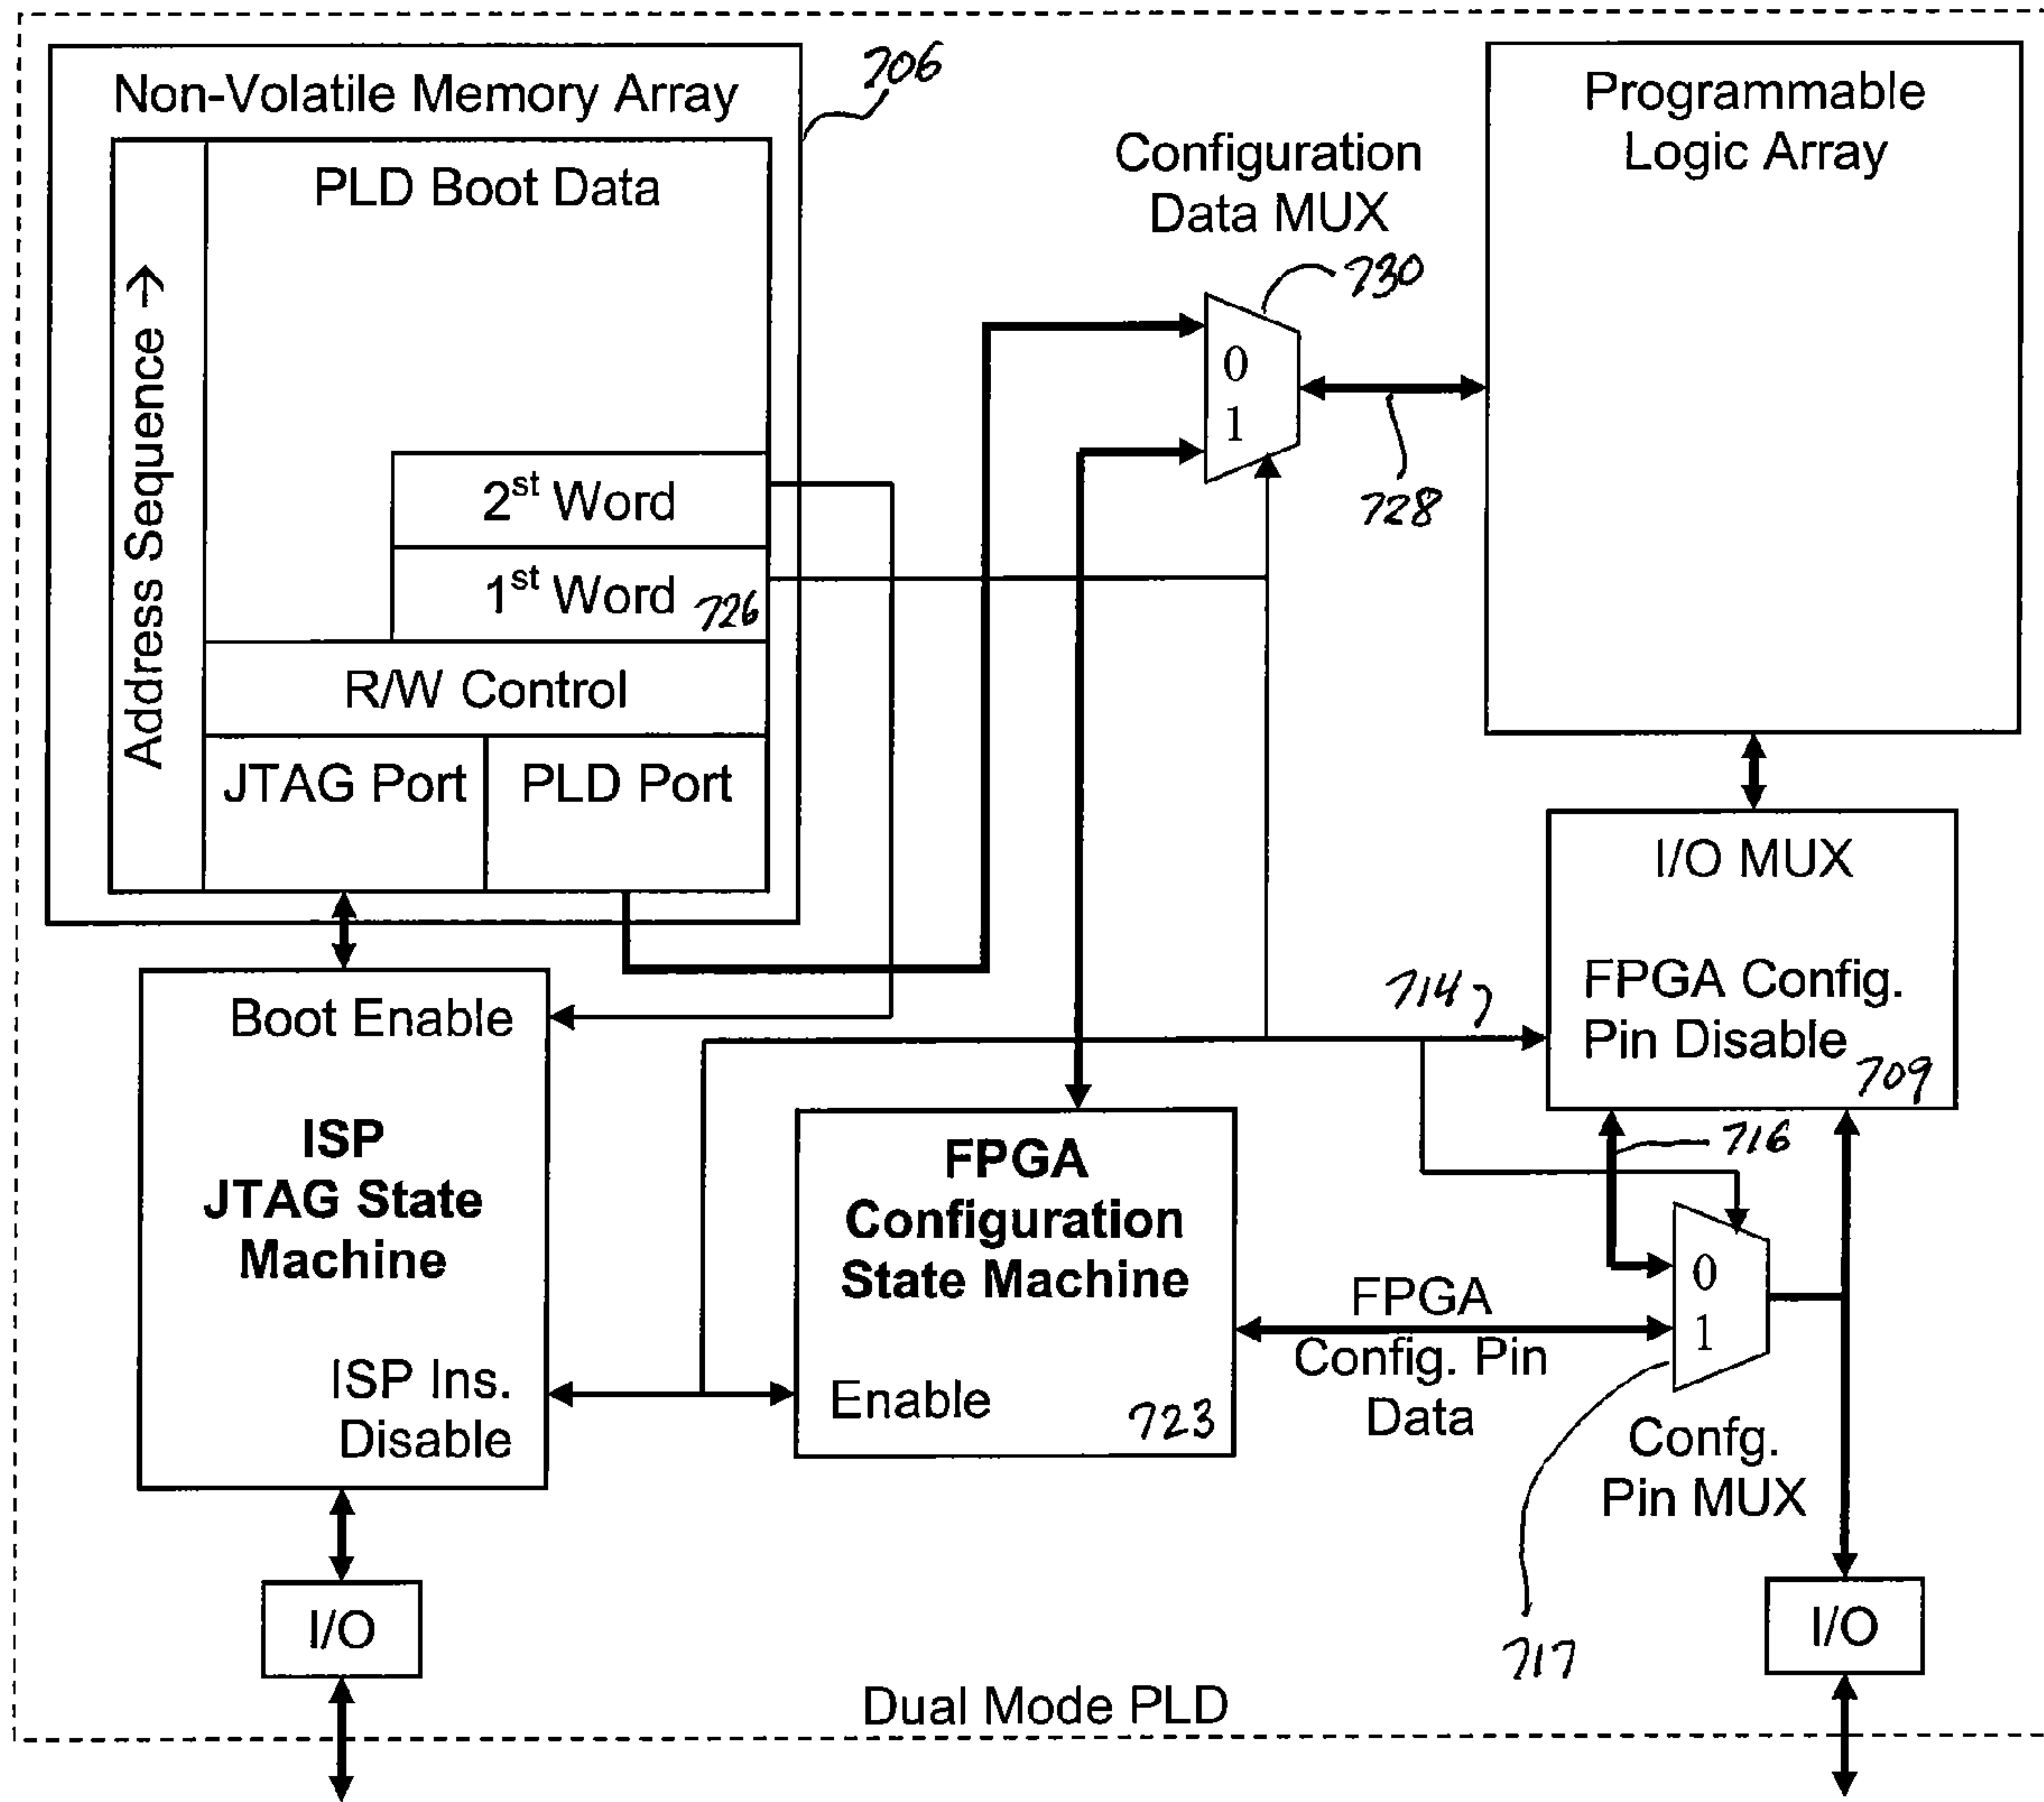 Non-Volatile Memory Array
706
PLD Boot Data
Address Sequence →
2st Word
1st Word
726
R/W Control
JTAG Port
PLD Port
Configuration
Data MUX
730
0
1
728
Programmable
Logic Array
I/O MUX
FPGA Config.
Pin Disable
709
714
716
Boot Enable
ISP
JTAG State
Machine
ISP Ins.
Disable
FPGA
Configuration
State Machine
Enable
723
FPGA
Config. Pin
Data
0
1
Confg.
Pin MUX
717
I/O
I/O
Dual Mode PLD